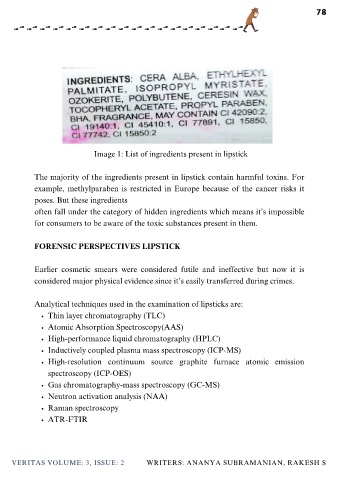 78
INGREDIENTS: CERA ALBA, ETHYLHEXYL
PALMITATE, ISOPROPYL MYRISTATE,
OZOKERITE, POLYBUTENE, CERESIN WAX,
TOCOPHERYL ACETATE, PROPYL PARABEN,
BHA, FRAGRANCE, MAY CONTAIN CI 42090:2,
CI 19140:1, CI 45410:1, CI 77891, CI 15850,
CI 77742, CI 15850:2
Image 1: List of ingredients present in lipstick
The majority of the ingredients present in lipstick contain harmful toxins. For
example, methylparaben is restricted in Europe because of the cancer risks it
poses. But these ingredients
often fall under the category of hidden ingredients which means it's impossible
for consumers to be aware of the toxic substances present in them.
FORENSIC PERSPECTIVES LIPSTICK
Earlier cosmetic smears were considered futile and ineffective but now it is
considered major physical evidence since it's easily transferred during crimes.
Analytical techniques used in the examination of lipsticks are:
• Thin layer chromatography (TLC)
• Atomic Absorption Spectroscopy(AAS)
• High-performance liquid chromatography (HPLC)
• Inductively coupled plasma mass spectroscopy (ICP-MS)
• High-resolution continuum source graphite furnace atomic emission
spectroscopy (ICP-OES)
• Gas chromatography-mass spectroscopy (GC-MS)
• Neutron activation analysis (NAA)
• Raman spectroscopy
• ATR-FTIR
VERITAS VOLUME: 3, ISSUE: 2 WRITERS: ANANYA SUBRAMANIAN, RAKESH S